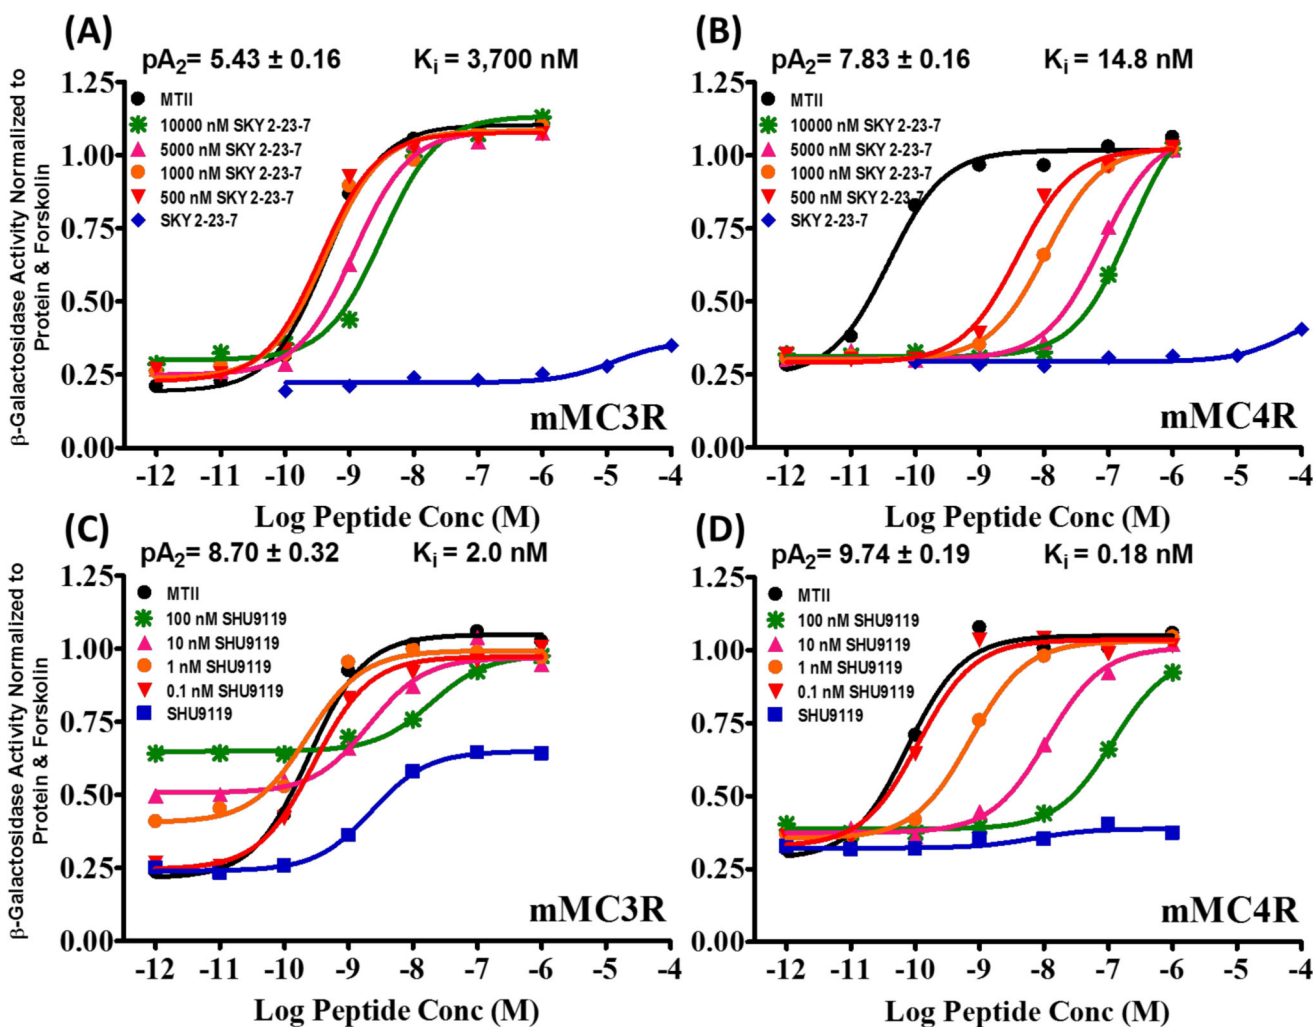 (A)
pA2= 5.43 ± 0.16 Ki = 3,700 nM
β-Galactosidase Activity Normalized to
Protein & Forskolin
1.25
1.00
0.75
0.50
0.25
0.00
MTII
10000 nM SKY 2-23-7
5000 nM SKY 2-23-7
1000 nM SKY 2-23-7
500 nM SKY 2-23-7
SKY 2-23-7
mMC3R
-12 -11 -10 -9 -8 -7 -6 -5 -4
Log Peptide Conc (M)
(B)
pA2= 7.83 ± 0.16 Ki = 14.8 nM
1.25
1.00
0.75
0.50
0.25
0.00
MTII
10000 nM SKY 2-23-7
5000 nM SKY 2-23-7
1000 nM SKY 2-23-7
500 nM SKY 2-23-7
SKY 2-23-7
mMC4R
-12 -11 -10 -9 -8 -7 -6 -5 -4
Log Peptide Conc (M)
(C)
pA2= 8.70 ± 0.32 Ki = 2.0 nM
β-Galactosidase Activity Normalized to
Protein & Forskolin
1.25
1.00
0.75
0.50
0.25
0.00
MTII
100 nM SHU9119
10 nM SHU9119
1 nM SHU9119
0.1 nM SHU9119
SHU9119
mMC3R
-12 -11 -10 -9 -8 -7 -6 -5 -4
Log Peptide Conc (M)
(D)
pA2= 9.74 ± 0.19 Ki = 0.18 nM
1.25
1.00
0.75
0.50
0.25
0.00
MTII
100 nM SHU9119
10 nM SHU9119
1 nM SHU9119
0.1 nM SHU9119
SHU9119
mMC4R
-12 -11 -10 -9 -8 -7 -6 -5 -4
Log Peptide Conc (M)